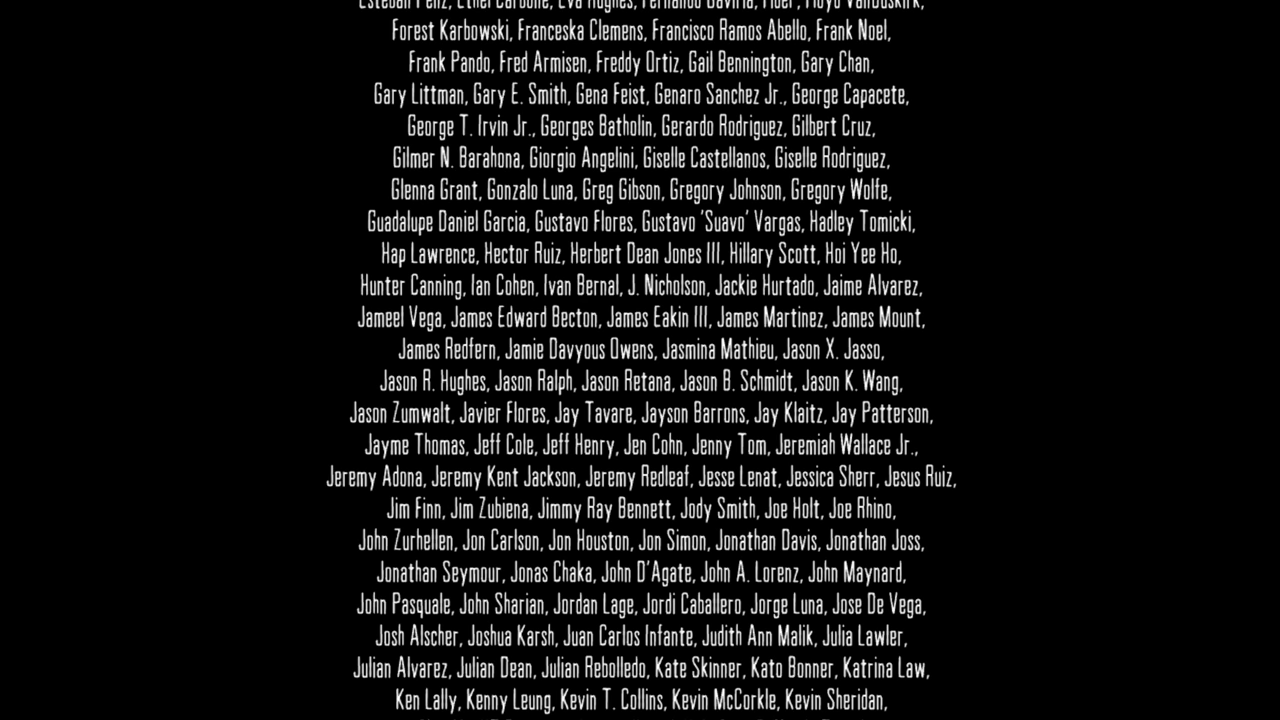 Forest Karbowski, Franceska Clemens, Francisco Ramos Abello, Frank Noel,
Frank Pando, Fred Armisen, Freddy Ortiz, Gail Bennington, Gary Chan,
Gary Littman, Gary E. Smith, Gena Feist, Genaro Sanchez Jr., George Capacete,
George T. Irvin Jr., Georges Batholin, Gerardo Rodriguez, Gilbert Cruz,
Gilmer N. Barahona, Giorgio Angelini, Giselle Castellanos, Giselle Rodriguez,
Glenna Grant, Gonzalo Luna, Greg Gibson, Gregory Johnson, Gregory Wolfe,
Guadalupe Daniel Garcia, Gustavo Flores, Gustavo 'Suavo' Vargas, Hadley Tomicki,
Hap Lawrence, Hector Ruiz, Herbert Dean Jones III, Hillary Scott, Hoi Yee Ho,
Hunter Canning, Ian Cohen, Ivan Bernal, J. Nicholson, Jackie Hurtado, Jaime Alvarez,
Jameel Vega, James Edward Becton, James Eakin III, James Martinez, James Mount,
James Redfern, Jamie Davyous Owens, Jasmina Mathieu, Jason X. Jasso,
Jason R. Hughes, Jason Ralph, Jason Retana, Jason B. Schmidt, Jason K. Wang,
Jason Zumwalt, Javier Flores, Jay Tavare, Jayson Barrons, Jay Klaitz, Jay Patterson,
Jayme Thomas, Jeff Cole, Jeff Henry, Jen Cohn, Jenny Tom, Jeremiah Wallace Jr.,
Jeremy Adona, Jeremy Kent Jackson, Jeremy Redleaf, Jesse Lenat, Jessica Sherr, Jesus Ruiz,
Jim Finn, Jim Zubiena, Jimmy Ray Bennett, Jody Smith, Joe Holt, Joe Rhino,
John Zurhellen, Jon Carlson, Jon Houston, Jon Simon, Jonathan Davis, Jonathan Joss,
Jonathan Seymour, Jonas Chaka, John D'Agate, John A. Lorenz, John Maynard,
John Pasquale, John Sharian, Jordan Lage, Jordi Caballero, Jorge Luna, Jose De Vega,
Josh Alscher, Joshua Karsh, Juan Carlos Infante, Judith Ann Malik, Julia Lawler,
Julian Alvarez, Julian Dean, Julian Rebolledo, Kate Skinner, Kato Bonner, Katrina Law,
Ken Lally, Kenny Leung, Kevin T. Collins, Kevin McCorkle, Kevin Sheridan,